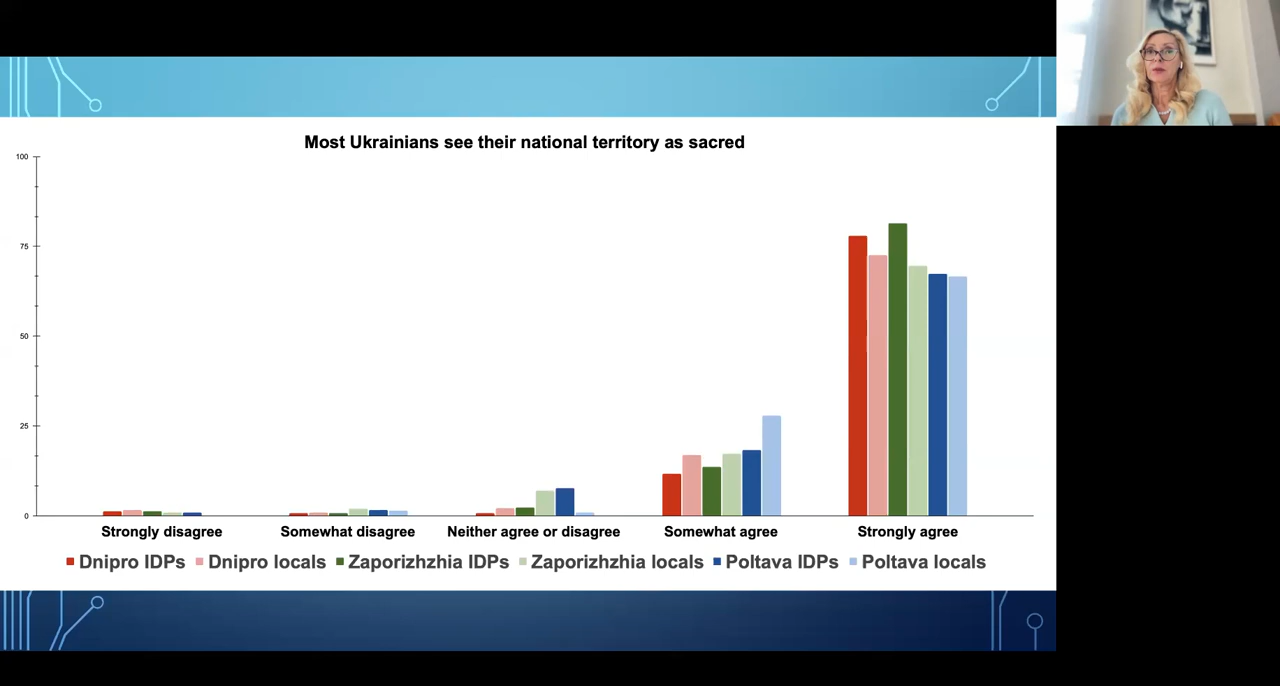 Most Ukrainians see their national territory as sacred
100
75
50
25
0
Strongly disagree Somewhat disagree Neither agree or disagree Somewhat agree Strongly agree
Dnipro IDPs Dnipro locals Zaporizhzhia IDPs Zaporizhzhia locals Poltava IDPs Poltava locals